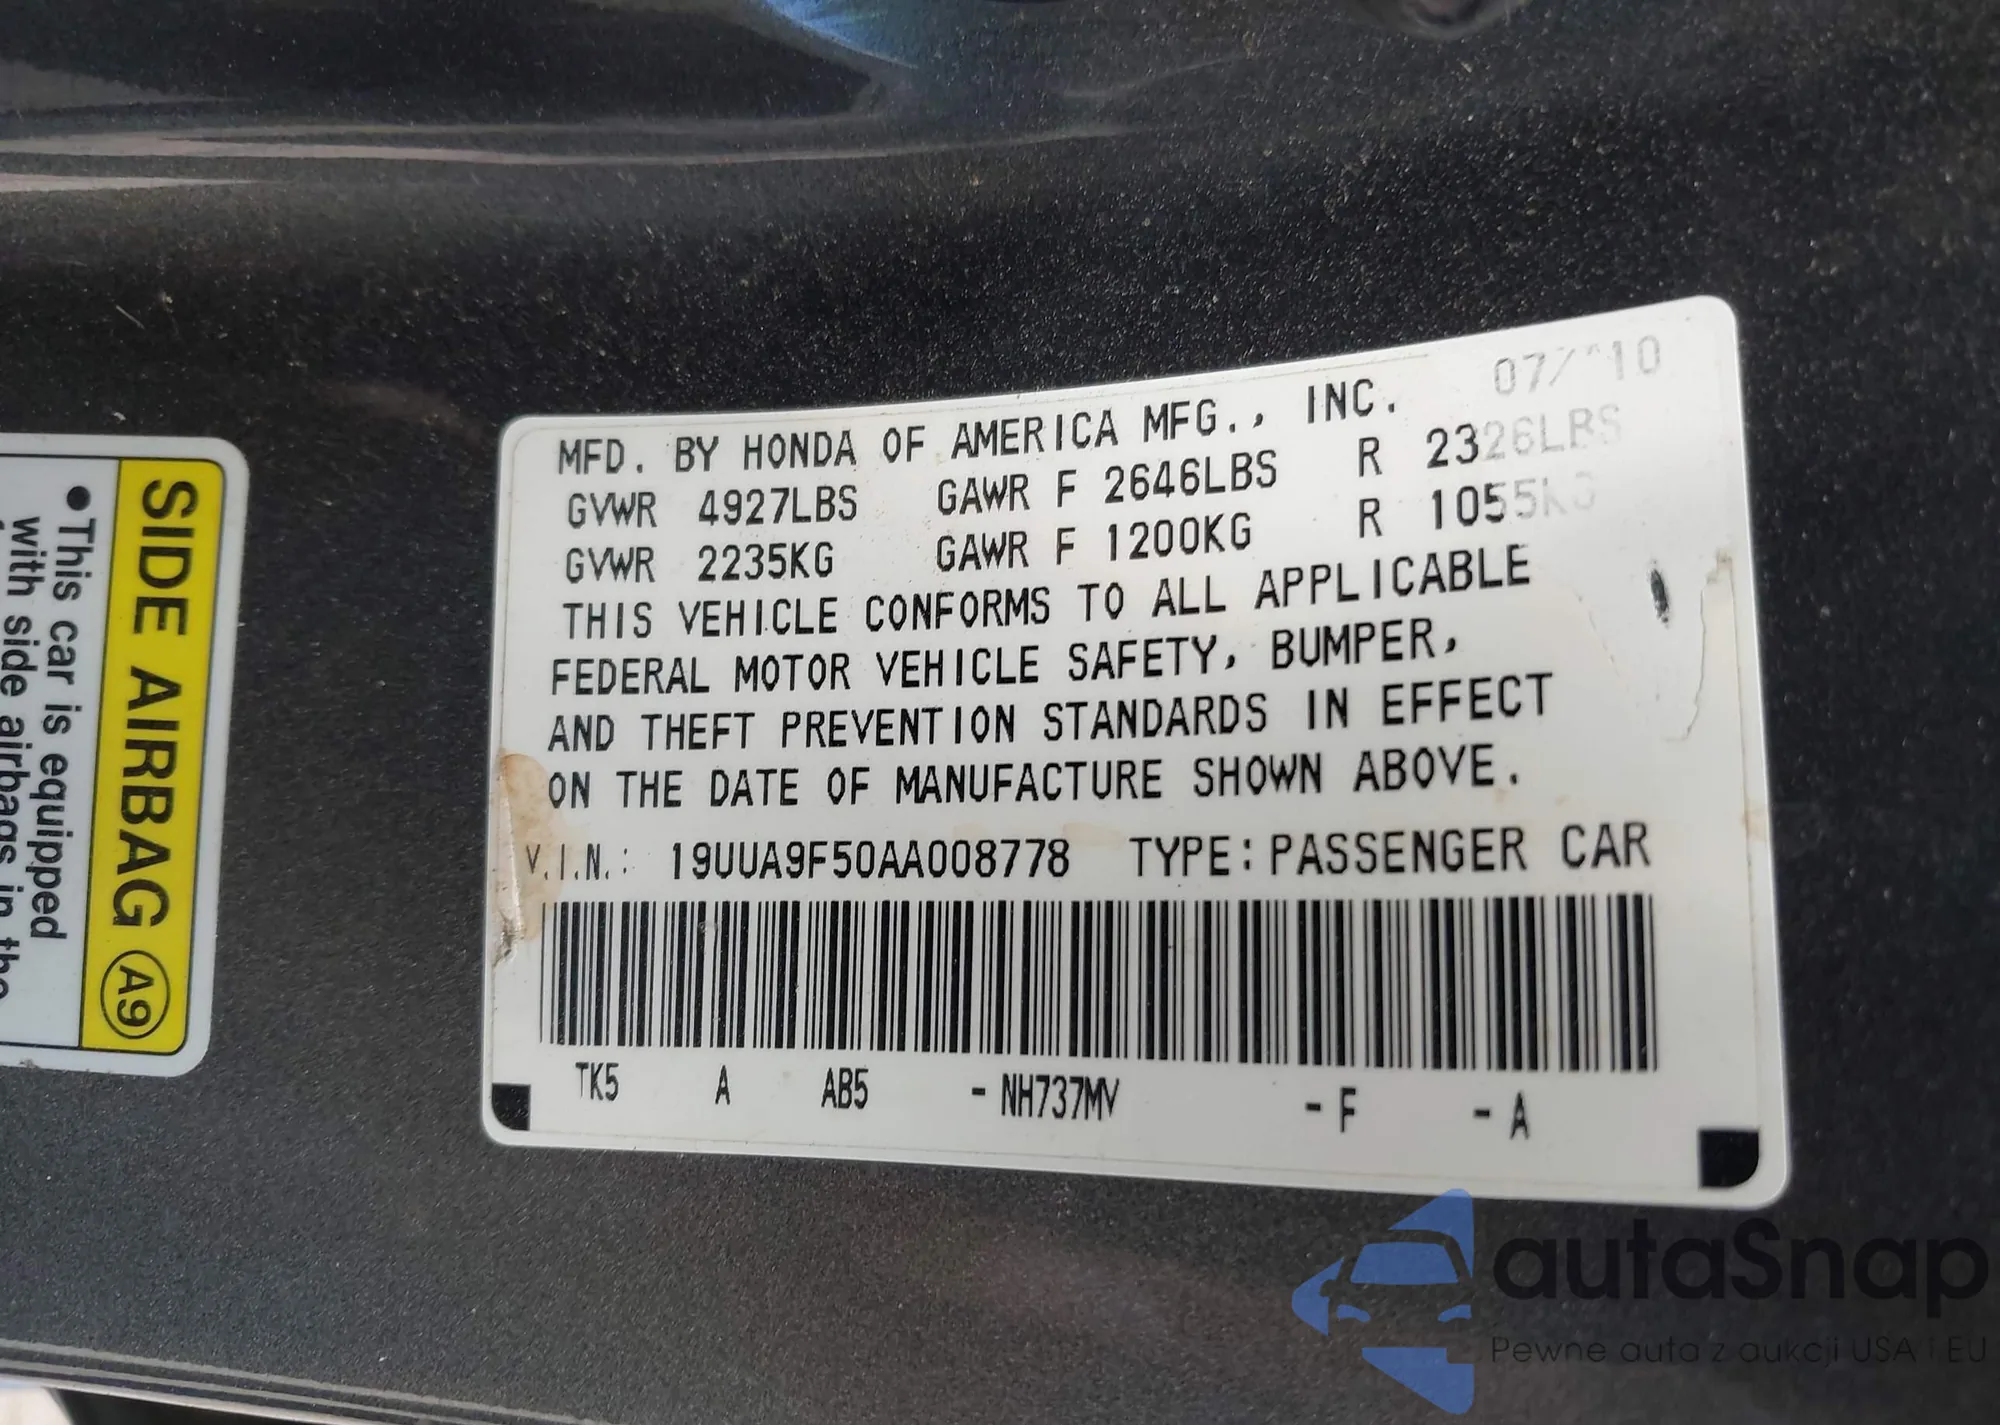 07/ 10
MFD. BY HONDA OF AMERICA MFG., INC.
GVWR 4927LBS GAWR F 2646LBS R 2326LBS
GVWR 2235KG GAWR F 1200KG R 1055KG
THIS VEHICLE CONFORMS TO ALL APPLICABLE
FEDERAL MOTOR VEHICLE SAFETY, BUMPER,
AND THEFT PREVENTION STANDARDS IN EFFECT
ON THE DATE OF MANUFACTURE SHOWN ABOVE.
V.I.N.: 19UUA9F50AA008778 TYPE: PASSENGER CAR
TK5 A AB5 - NH737MV - F - A
SIDE AIRBAG A9
●This car is equipped
with side airbags in the
autaSnap
Pewne auta z aukcji USA i EU